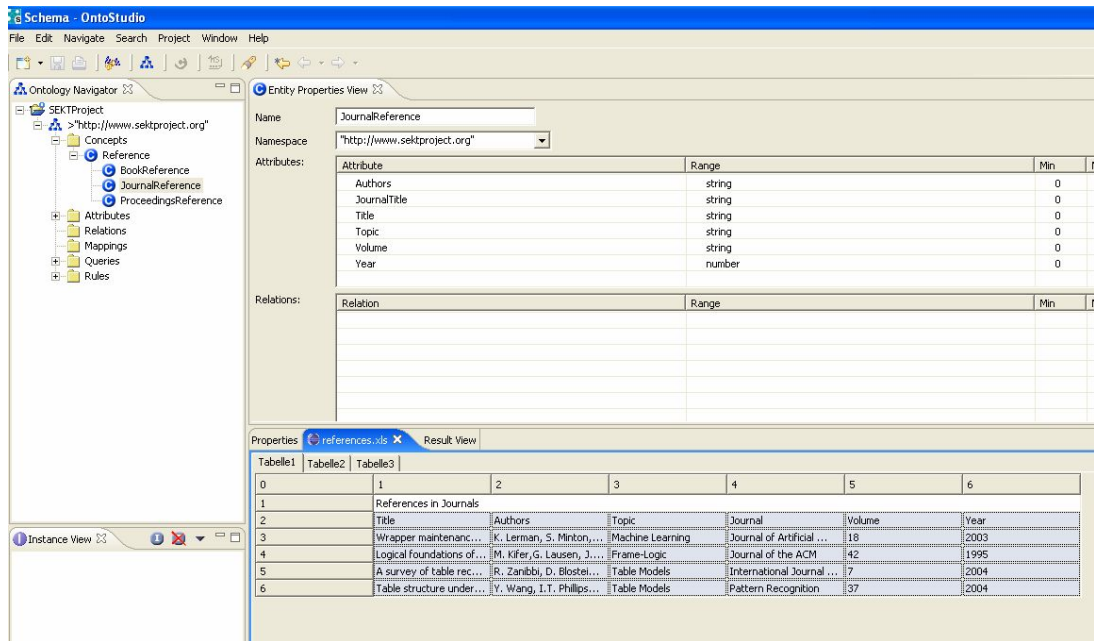 Schema - OntoStudio
File Edit Navigate Search Project Window Help
Ontology Navigator
SEKTProject
>"http://www.sektproject.org"
Concepts
Reference
BookReference
JournalReference
ProceedingsReference
Attributes
Relations
Mappings
Queries
Rules
Instance View
Entity Properties View
Name JournalReference
Namespace "http://www.sektproject.org"
Attributes:
Attribute Range Min
Authors string 0
JournalTitle string 0
Title string 0
Topic string 0
Volume string 0
Year number 0
Relations:
Relation Range Min
Properties references.xls Result View
Tabelle1 Tabelle2 Tabelle3
0 1 2 3 4 5 6
1 References in Journals
2 Title Authors Topic Journal Volume Year
3 Wrapper maintenanc... K. Lerman, S. Minton,... Machine Learning Journal of Artificial ... 18 2003
4 Logical foundations of... M. Kifer,G. Lausen, J.... Frame-Logic Journal of the ACM 42 1995
5 A survey of table rec... R. Zanibbi, D. Blostei... Table Models International Journal ... 7 2004
6 Table structure under... Y. Wang, I.T. Phillips... Table Models Pattern Recognition 37 2004